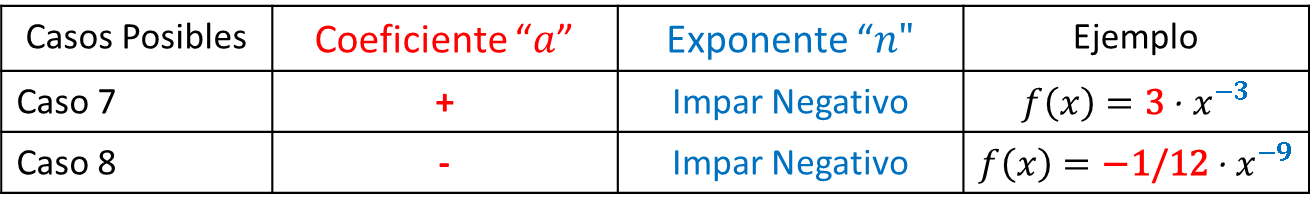 Casos Posibles Coeficiente “𝑎” Exponente “𝑛" Ejemplo
Caso 7 + Impar Negativo 𝑓(𝑥) = 3 · 𝑥⁻³
Caso 8 - Impar Negativo 𝑓(𝑥) = −1/12 · 𝑥⁻⁹